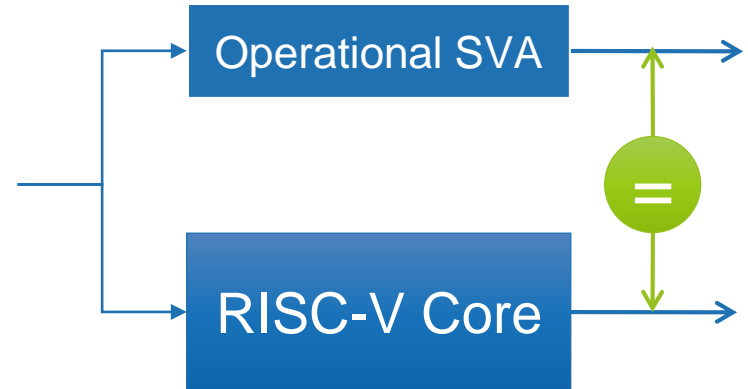 Operational SVA
=
RISC-V Core